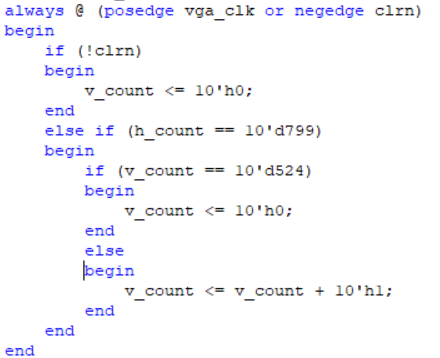 always @ (posedge vga_clk or negedge clrn)
begin
    if (!clrn)
    begin
        v_count <= 10'h0;
    end
    else if (h_count == 10'd799)
    begin
        if (v_count == 10'd524)
        begin
            v_count <= 10'h0;
        end
        else
        begin
            v_count <= v_count + 10'h1;
        end
    end
end